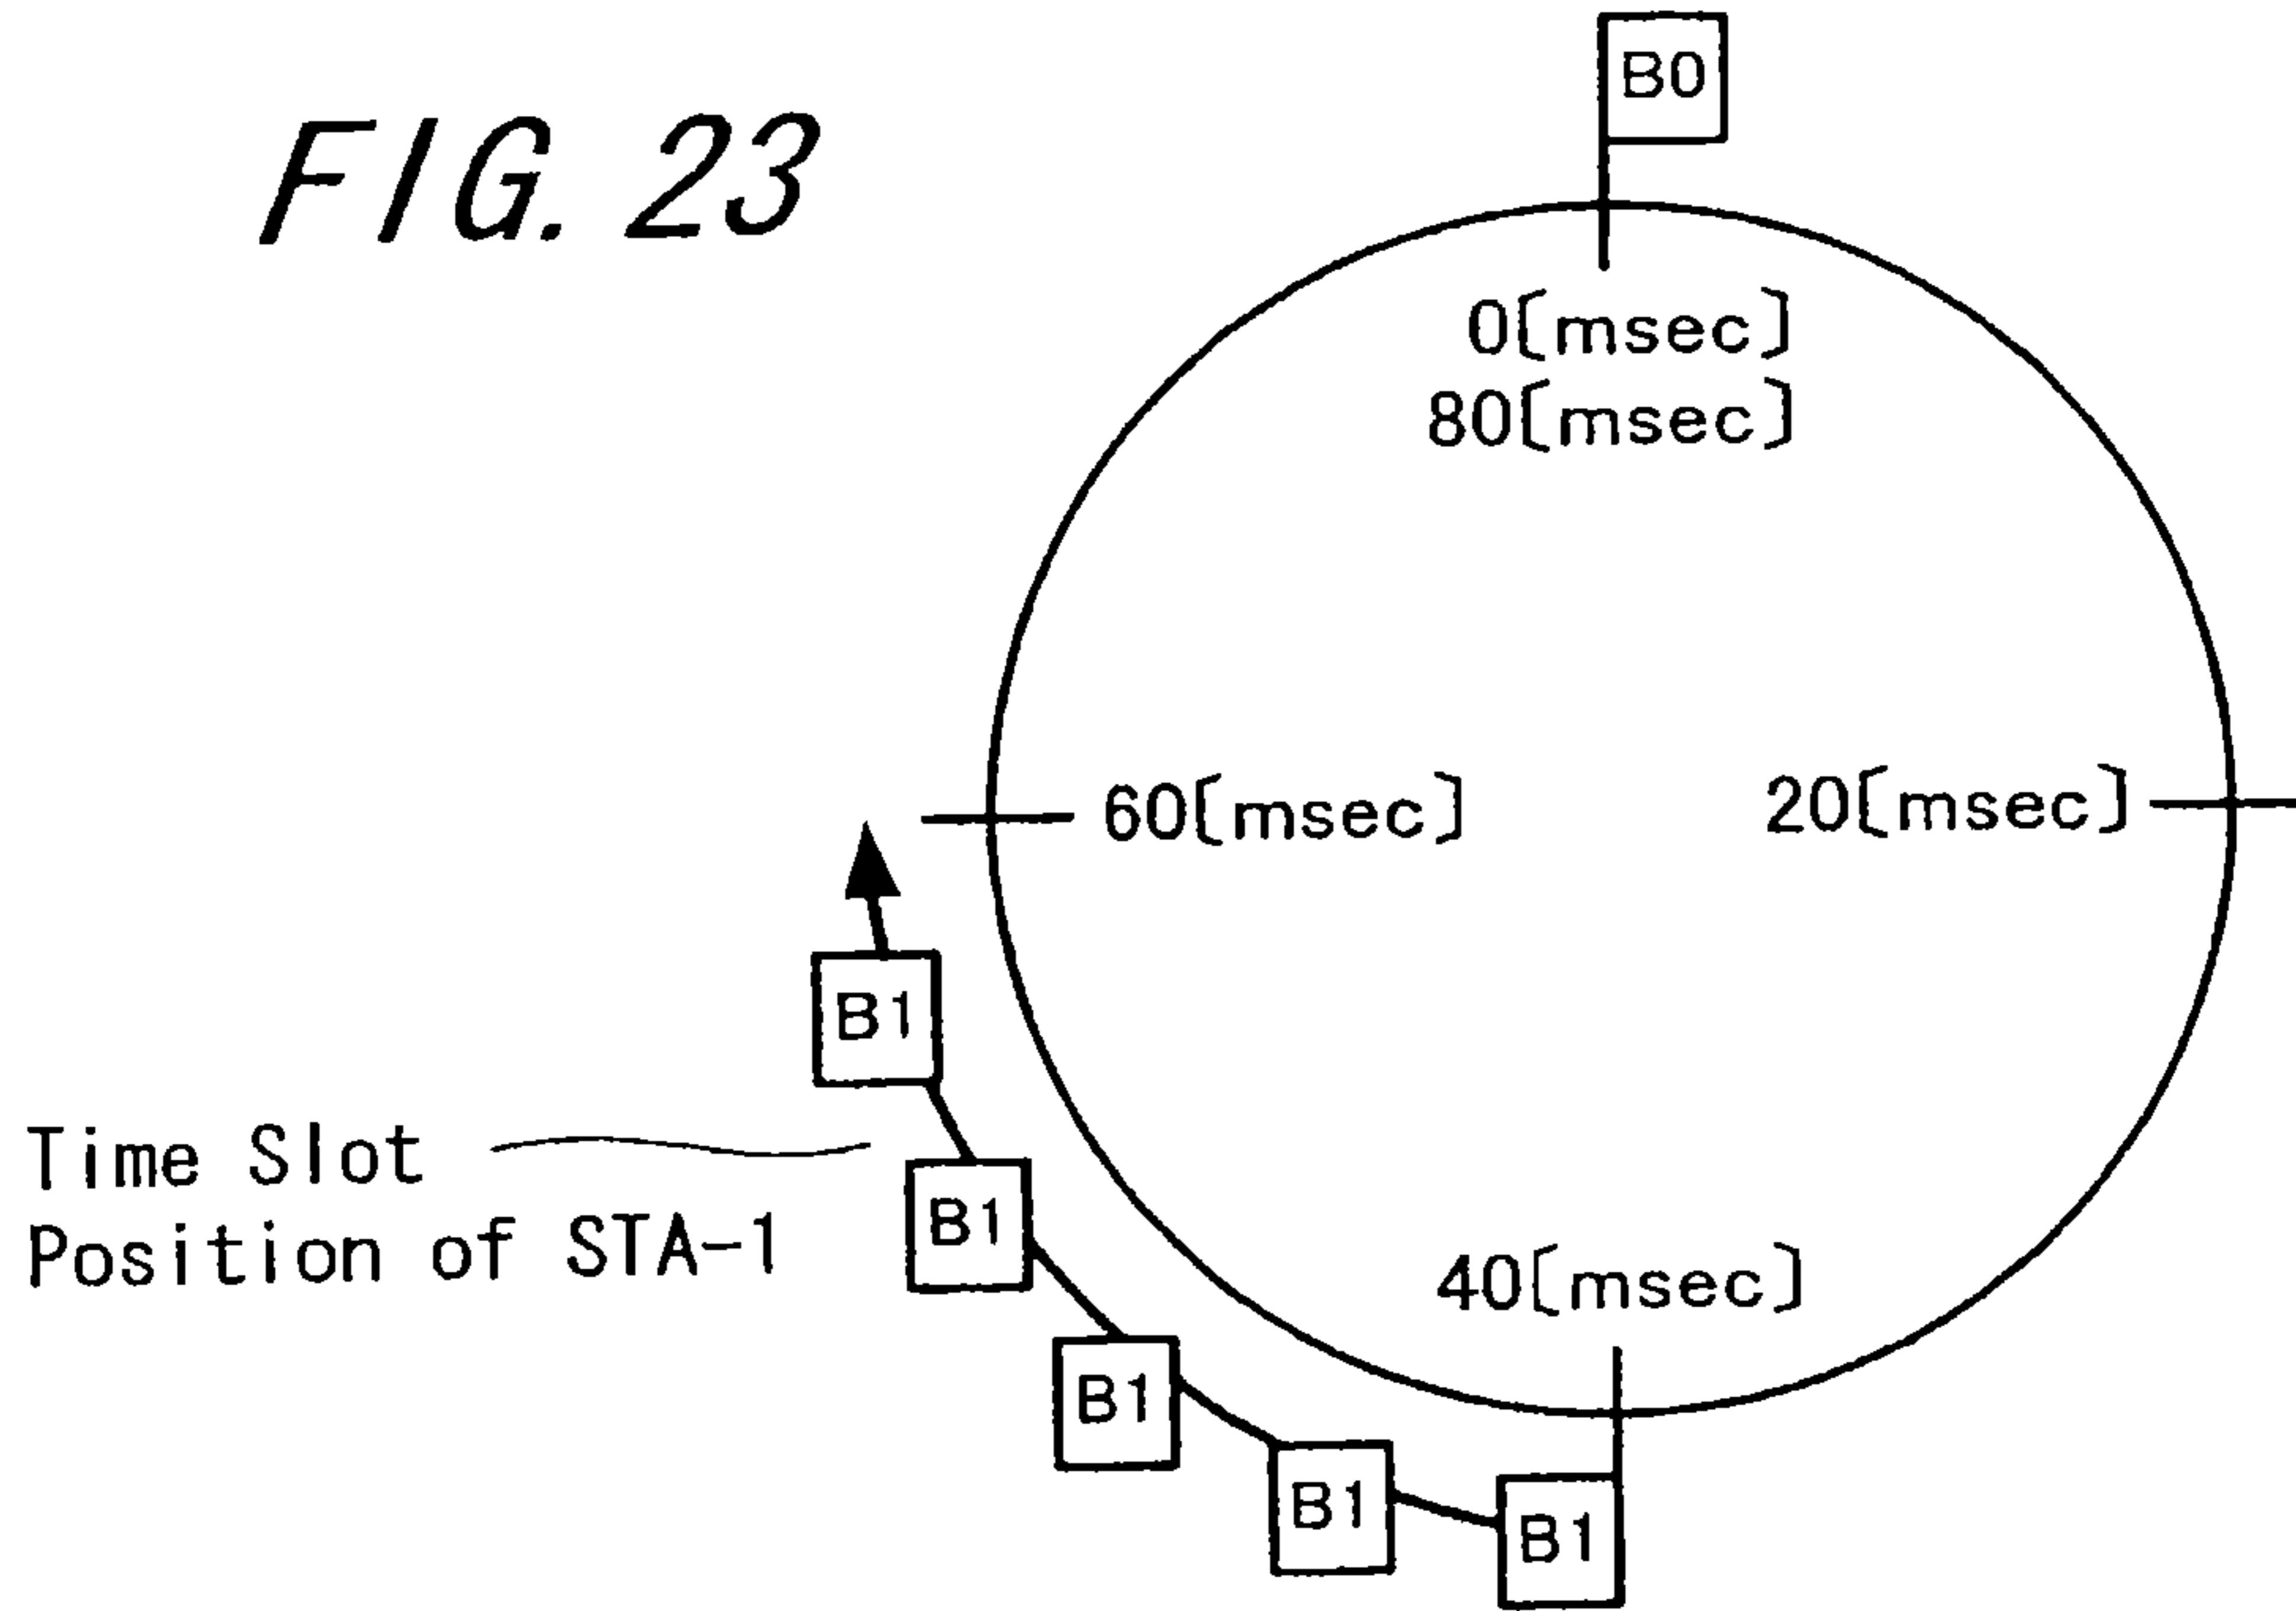 FIG. 23
B0
0[msec]
80[msec]
60[msec]
20[msec]
B1
Time Slot
Position of STA-1
B1
40[msec]
B1
B1
B1